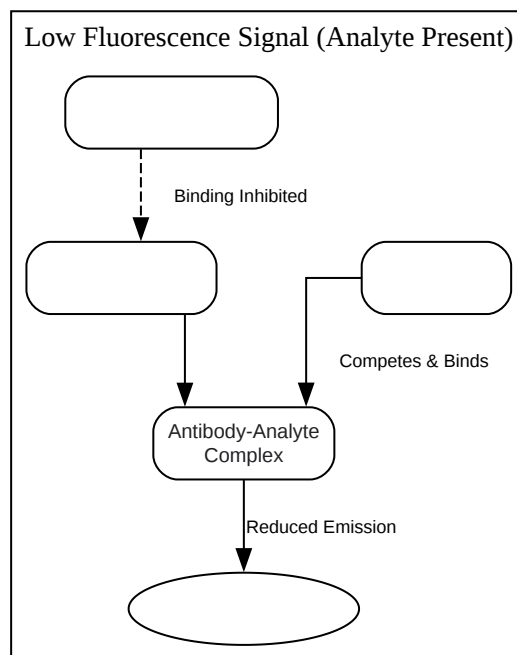 Low Fluorescence Signal (Analyte Present)
Binding Inhibited
Competes & Binds
Antibody-Analyte
Complex
Reduced Emission